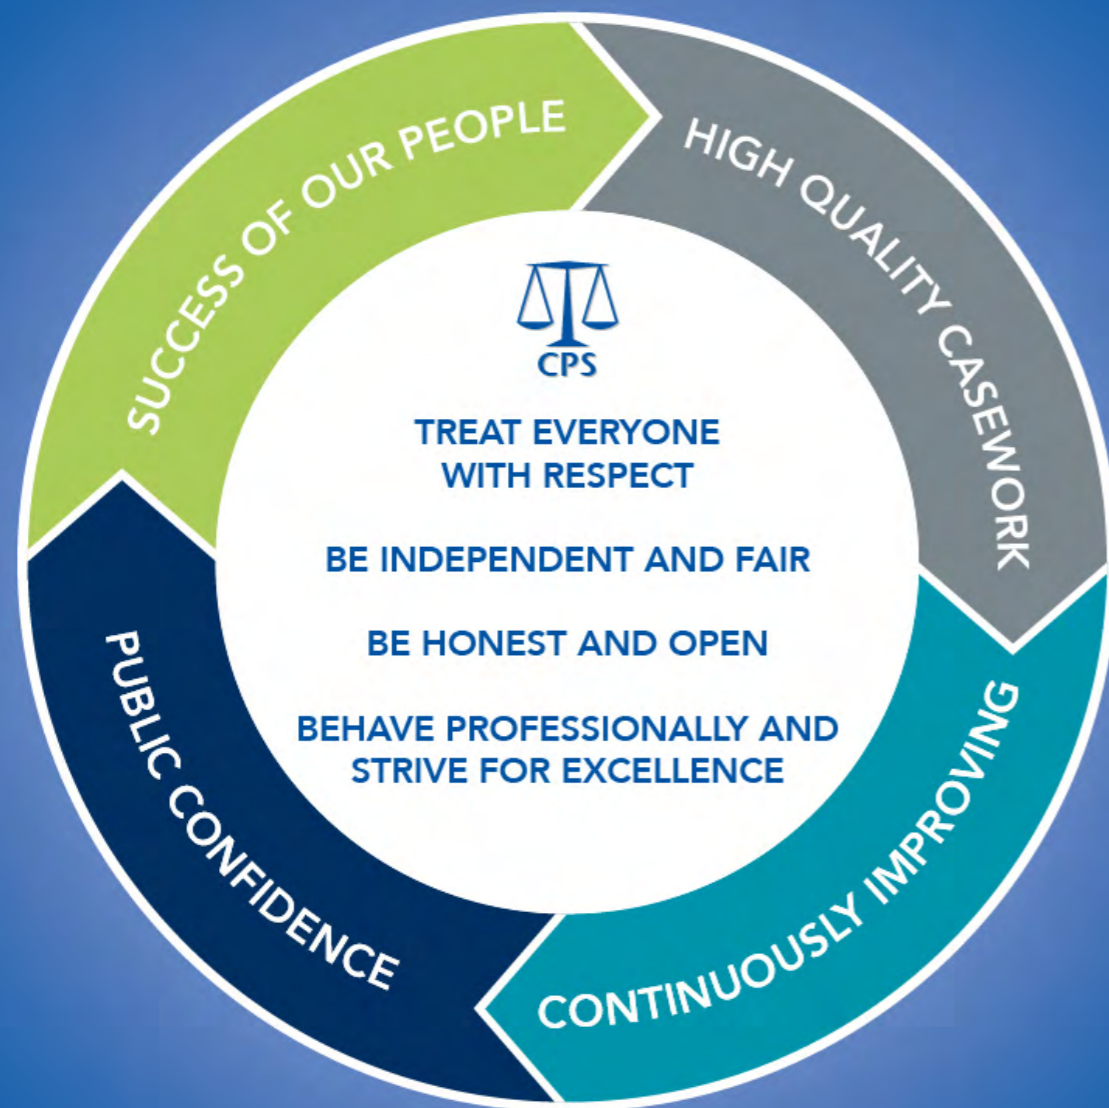 SUCCESS OF OUR PEOPLE
HIGH QUALITY CASEWORK
CONTINUOUSLY IMPROVING
PUBLIC CONFIDENCE
CPS
TREAT EVERYONE
WITH RESPECT
BE INDEPENDENT AND FAIR
BE HONEST AND OPEN
BEHAVE PROFESSIONALLY AND
STRIVE FOR EXCELLENCE